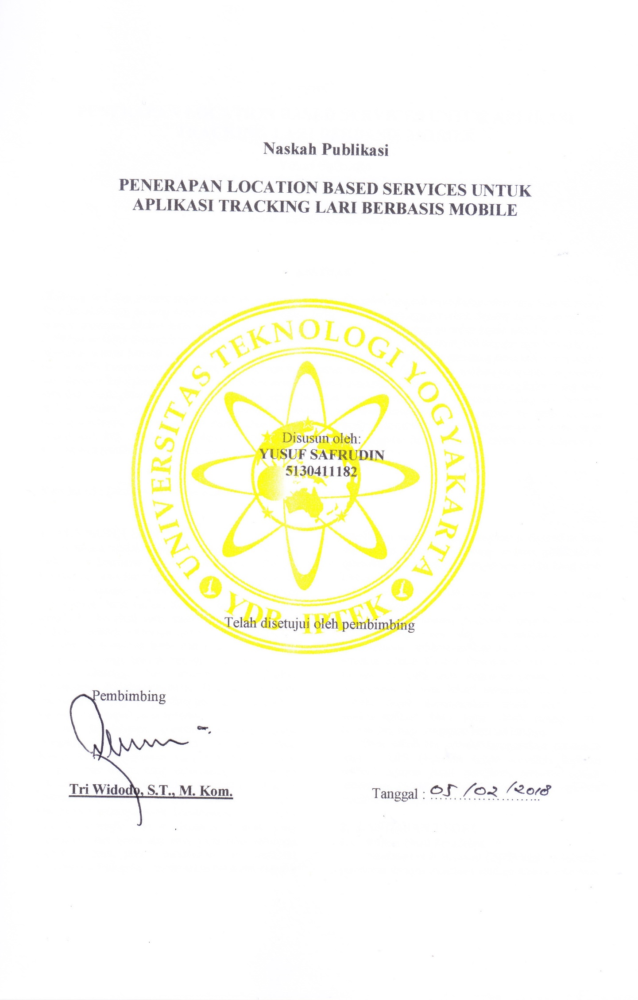 Naskah Publikasi
PENERAPAN LOCATION BASED SERVICES UNTUK
APLIKASI TRACKING LARI BERBASIS MOBILE
UNIVERSITAS TEKNOLOGI YOGYAKARTA
Disusun oleh:
YUSUF SAFRUDIN
5130411182
YDB IPTEK
Telah disetujui oleh pembimbing
Pembimbing
Tri Widodo, S.T., M. Kom.
Tanggal : 05/02/2018